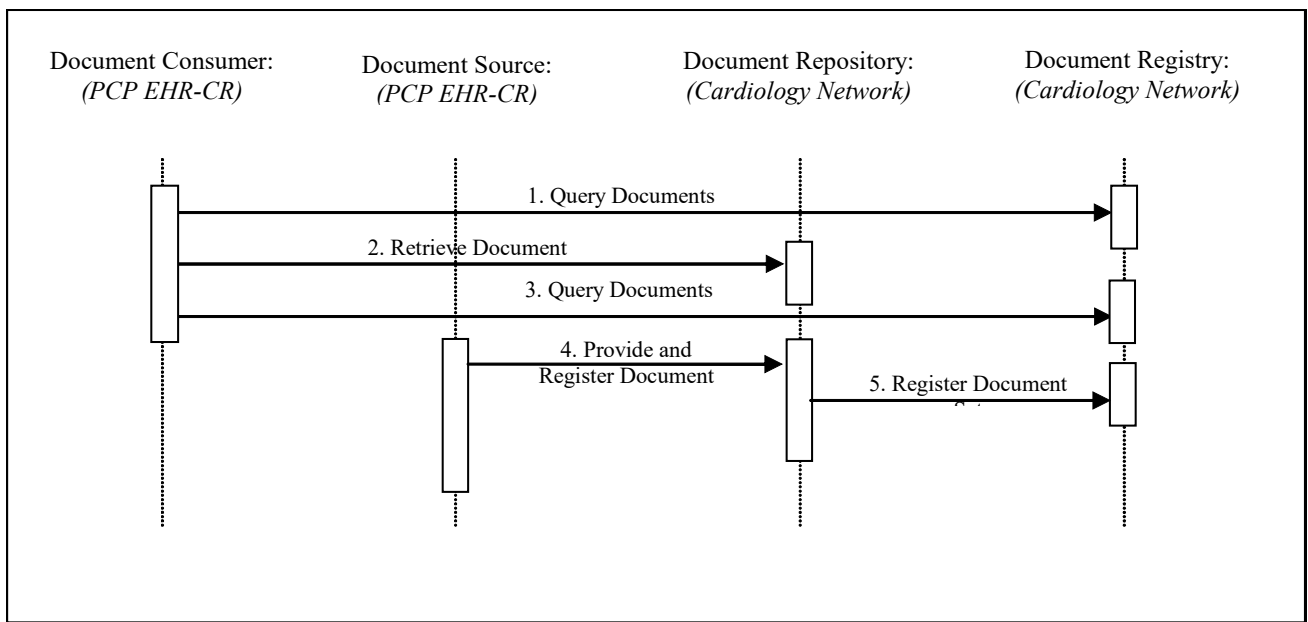 Document Consumer:
(PCP EHR-CR)
Document Source:
(PCP EHR-CR)
Document Repository:
(Cardiology Network)
Document Registry:
(Cardiology Network)
1. Query Documents
2. Retrieve Document
3. Query Documents
4. Provide and
Register Document
5. Register Document